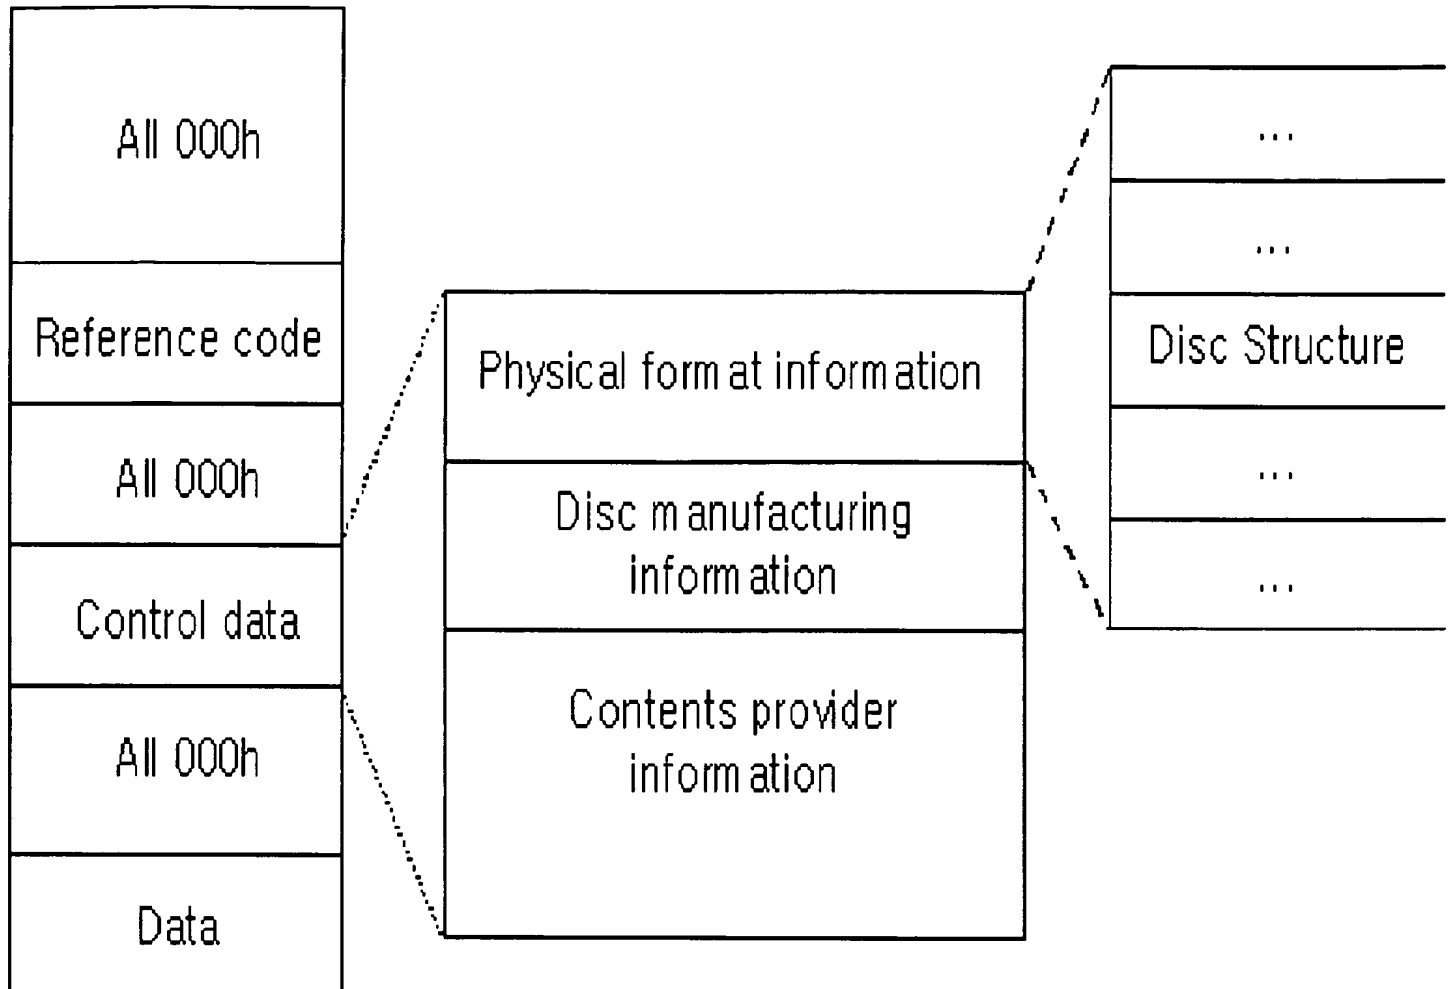 All 000h
Reference code
All 000h
Control data
All 000h
Data
Physical format information
Disc manufacturing
information
Contents provider
information
...
...
Disc Structure
...
...